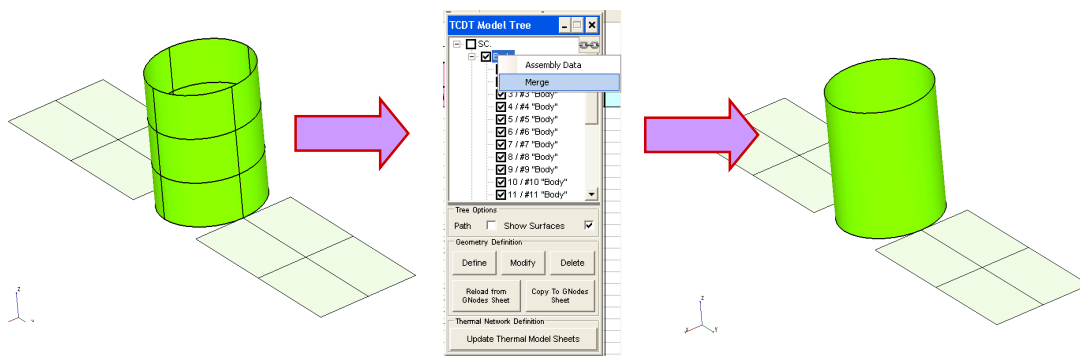 TCDT Model Tree
SC.
Assembly Data
Merge
3 / #3 "Body"
4 / #4 "Body"
5 / #5 "Body"
6 / #6 "Body"
7 / #7 "Body"
8 / #8 "Body"
9 / #9 "Body"
10 / #10 "Body"
11 / #11 "Body"
Tree Options
Path Show Surfaces
Geometry Definition
Define Modify Delete
Reload from GNodes Sheet
Copy To GNodes Sheet
Thermal Network Definition
Update Thermal Model Sheets
z
z
Y